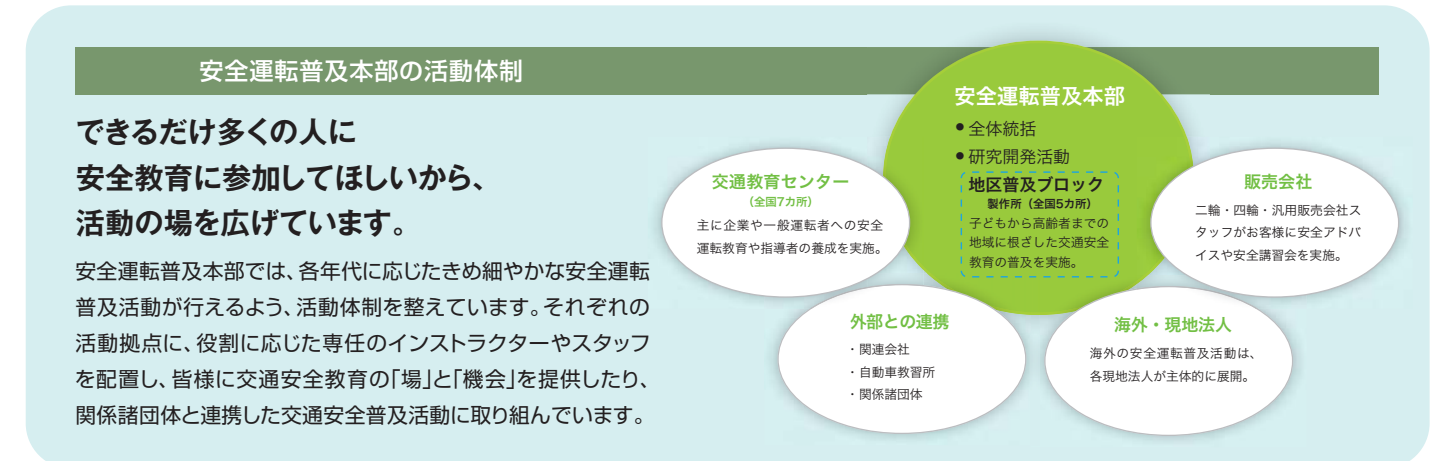 安全運転普及本部の活動体制
できるだけ多くの人に
安全教育に参加してほしいから、
活動の場を広げています。
安全運転普及本部では、各年代に応じたきめ細やかな安全運転
普及活動が行えるよう、活動体制を整えています。それぞれの
活動拠点に、役割に応じた専任のインストラクターやスタッフ
を配置し、皆様に交通安全教育の「場」と「機会」を提供したり、
関係諸団体と連携した交通安全普及活動に取り組んでいます。
安全運転普及本部
●全体統括
●研究開発活動
地区普及ブロック
製作所（全国5カ所）
子どもから高齢者までの
地域に根ざした交通安全
教育の普及を実施。
交通教育センター
（全国7カ所）
主に企業や一般運転者への安全
運転教育や指導者の養成を実施。
販売会社
二輪・四輪・汎用販売会社ス
タッフがお客様に安全アドバ
イスや安全講習会を実施。
外部との連携
・関連会社
・自動車教習所
・関係諸団体
海外・現地法人
海外の安全運転普及活動は、
各現地法人が主体的に展開。